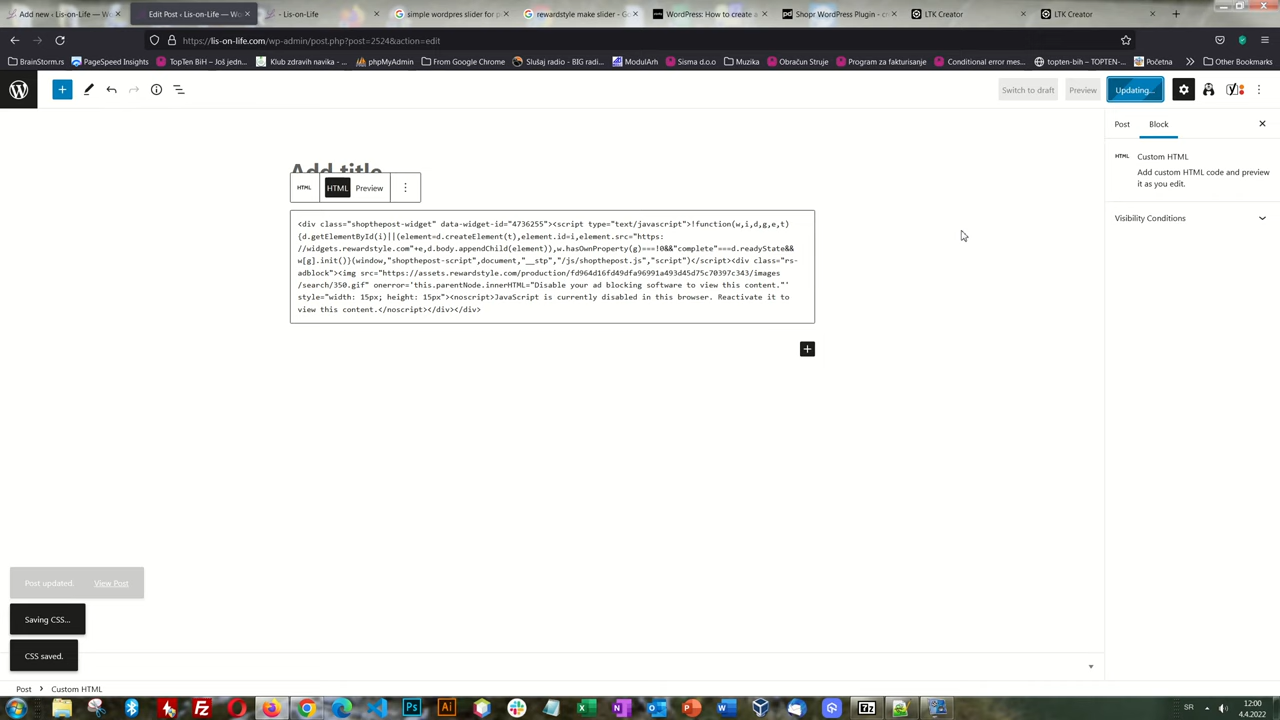 Add new ‹ Lis-on-Life — Wo
Edit Post ‹ Lis-on-Life — Wo
- Lis-on-Life
simple wordpres slider for p
rewardstyle make slider - Go
WordPress: How to create a
Shopr WordPress Plugin - c
LTK Creator
LTK Creator
https://lis-on-life.com/wp-admin/post.php?post=2524&action=edit
BrainStorm.rs
PageSpeed Insights
TopTen BiH – Još jedn...
Klub zdravih navika -...
phpMyAdmin
From Google Chrome
Slušaj radio - BIG radi...
ModulArh
Sisma d.o.o
Muzika
Obračun Struje
Program za fakturisanje
Conditional error mes...
topten-bih – TOPTEN-...
Početna
Other Bookmarks
Switch to draft
Preview
Updating...
Post
Block
HTML
Custom HTML
Add custom HTML code and preview
it as you edit.
Visibility Conditions
Add title
HTML
HTML
Preview
<div class="shopthepost-widget" data-widget-id="4736255"><script type="text/javascript">!function(w,i,d,g,e,t)
{d.getElementById(i)||(element=d.createElement(t),element.id=i,element.src="https:
//widgets.rewardstyle.com"+e,d.body.appendChild(element)),w.hasOwnProperty(g)===!0&&"complete"===d.readyState&&
w[g].init()}(window,"shopthepost-script",document,"__stp","/js/shopthepost.js","script")</script><div class="rs-
adblock"><img src="https://assets.rewardstyle.com/production/fd964d16fd49dfa96991a493d45d75c70397c343/images
/search/350.gif" onerror='this.parentNode.innerHTML="Disable your ad blocking software to view this content."'
style="width: 15px; height: 15px"><noscript>JavaScript is currently disabled in this browser. Reactivate it to
view this content.</noscript></div></div>
Post updated.
View Post
Saving CSS...
CSS saved.
Post
Custom HTML
SR
12:00
4.4.2022